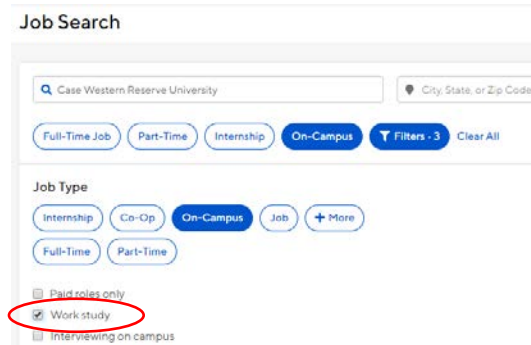 Job Search
Case Western Reserve University City, State, or Zip Code
Full-Time Job Part-Time Internship On-Campus Filters · 3 Clear All
Job Type
Internship Co-Op On-Campus Job + More
Full-Time Part-Time
Paid roles only
Work study
Interviewing on campus